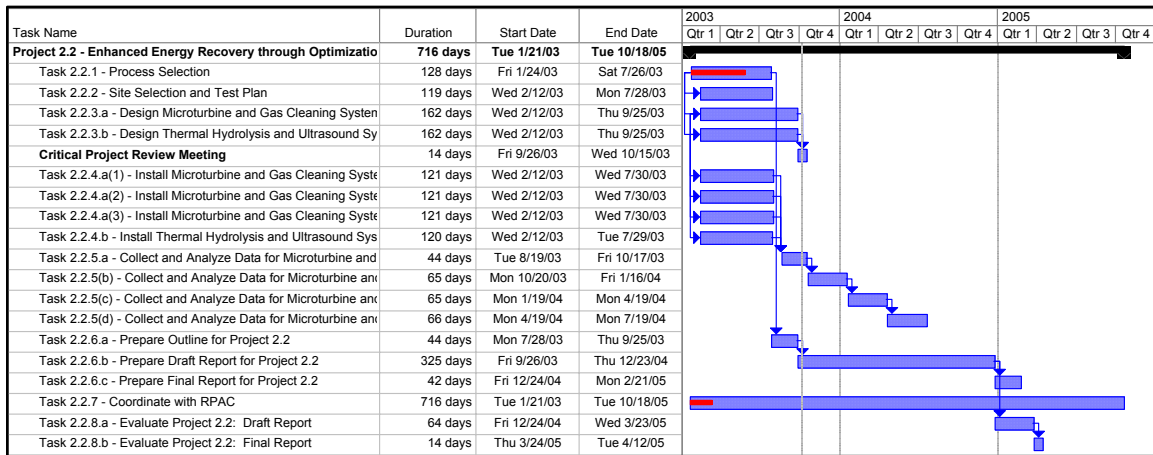 2003 2004 2005
Task Name Duration Start Date End Date Qtr 1 Qtr 2 Qtr 3 Qtr 4 Qtr 1 Qtr 2 Qtr 3 Qtr 4 Qtr 1 Qtr 2 Qtr 3 Qtr 4
Project 2.2 - Enhanced Energy Recovery through Optimizatio 716 days Tue 1/21/03 Tue 10/18/05
Task 2.2.1 - Process Selection 128 days Fri 1/24/03 Sat 7/26/03
Task 2.2.2 - Site Selection and Test Plan 119 days Wed 2/12/03 Mon 7/28/03
Task 2.2.3.a - Design Microturbine and Gas Cleaning System 162 days Wed 2/12/03 Thu 9/25/03
Task 2.2.3.b - Design Thermal Hydrolysis and Ultrasound Sy 162 days Wed 2/12/03 Thu 9/25/03
Critical Project Review Meeting 14 days Fri 9/26/03 Wed 10/15/03
Task 2.2.4.a(1) - Install Microturbine and Gas Cleaning Syste 121 days Wed 2/12/03 Wed 7/30/03
Task 2.2.4.a(2) - Install Microturbine and Gas Cleaning Syste 121 days Wed 2/12/03 Wed 7/30/03
Task 2.2.4.a(3) - Install Microturbine and Gas Cleaning Syste 121 days Wed 2/12/03 Wed 7/30/03
Task 2.2.4.b - Install Thermal Hydrolysis and Ultrasound Sys 120 days Wed 2/12/03 Tue 7/29/03
Task 2.2.5.a - Collect and Analyze Data for Microturbine and 44 days Tue 8/19/03 Fri 10/17/03
Task 2.2.5(b) - Collect and Analyze Data for Microturbine and 65 days Mon 10/20/03 Fri 1/16/04
Task 2.2.5(c) - Collect and Analyze Data for Microturbine and 65 days Mon 1/19/04 Mon 4/19/04
Task 2.2.5(d) - Collect and Analyze Data for Microturbine and 66 days Mon 4/19/04 Mon 7/19/04
Task 2.2.6.a - Prepare Outline for Project 2.2 44 days Mon 7/28/03 Thu 9/25/03
Task 2.2.6.b - Prepare Draft Report for Project 2.2 325 days Fri 9/26/03 Thu 12/23/04
Task 2.2.6.c - Prepare Final Report for Project 2.2 42 days Fri 12/24/04 Mon 2/21/05
Task 2.2.7 - Coordinate with RPAC 716 days Tue 1/21/03 Tue 10/18/05
Task 2.2.8.a - Evaluate Project 2.2: Draft Report 64 days Fri 12/24/04 Wed 3/23/05
Task 2.2.8.b - Evaluate Project 2.2: Final Report 14 days Thu 3/24/05 Tue 4/12/05